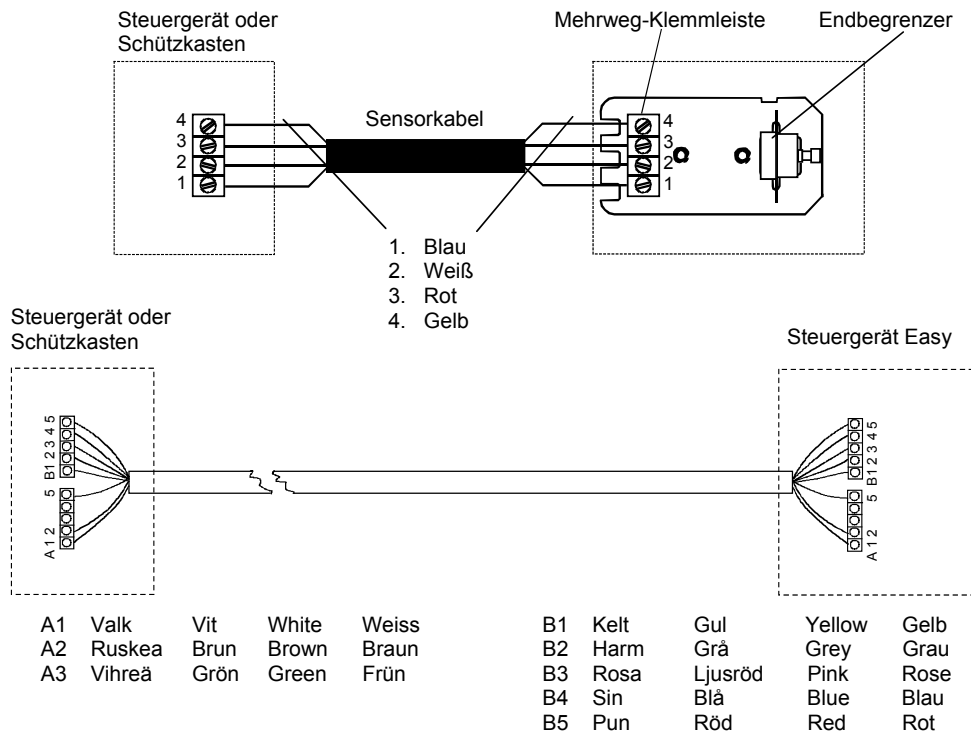 Steuergerät oder
Schützkasten
Mehrweg-Klemmleiste
Endbegrenzer
Sensorkabel
4
3
2
1
4
3
2
1
1. Blau
2. Weiß
3. Rot
4. Gelb
Steuergerät oder
Schützkasten
Steuergerät Easy
B1 2 3 4 5
A 1 2 5
B1 2 3 4 5
A 1 2 5
A1 Valk Vit White Weiss
A2 Ruskea Brun Brown Braun
A3 Vihreä Grön Green Frün
B1 Kelt Gul Yellow Gelb
B2 Harm Grå Grey Grau
B3 Rosa Ljusröd Pink Rose
B4 Sin Blå Blue Blau
B5 Pun Röd Red Rot